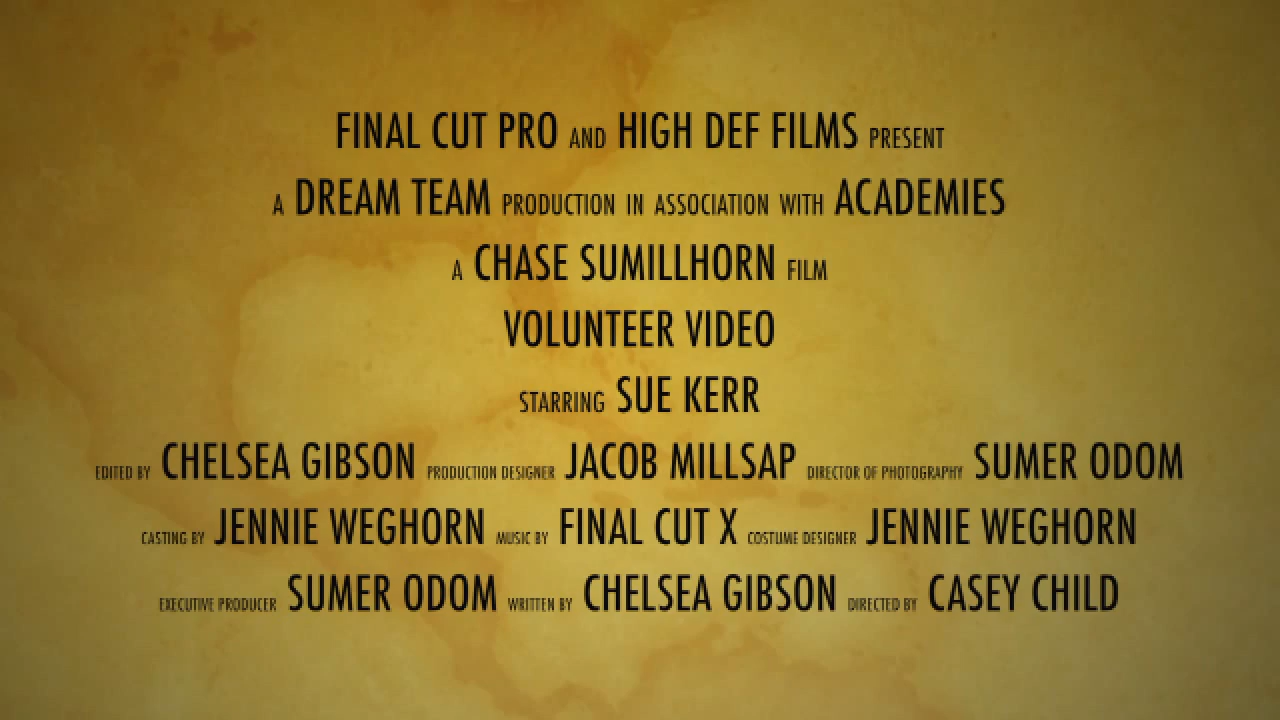 FINAL CUT PRO AND HIGH DEF FILMS PRESENT
A DREAM TEAM PRODUCTION IN ASSOCIATION WITH ACADEMIES
A CHASE SUMILLHORN FILM
VOLUNTEER VIDEO
STARRING SUE KERR
EDITED BY CHELSEA GIBSON PRODUCTION DESIGNER JACOB MILLSAP DIRECTOR OF PHOTOGRAPHY SUMER ODOM
CASTING BY JENNIE WEGHORN MUSIC BY FINAL CUT X COSTUME DESIGNER JENNIE WEGHORN
EXECUTIVE PRODUCER SUMER ODOM WRITTEN BY CHELSEA GIBSON DIRECTED BY CASEY CHILD